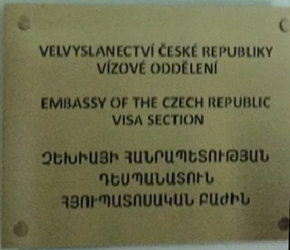 VELVYSLANECTVÍ ČESKÉ REPUBLIKY
VÍZOVÉ ODDĚLENÍ
EMBASSY OF THE CZECH REPUBLIC
VISA SECTION
ՉԵԽԻԱՅԻ ՀԱՆՐԱՊԵՏՈՒԹՅԱՆ
ԴԵՍՊԱՆԱՏՈՒՆ
ՀՅՈՒՊԱՏՈՍԱԿԱՆ ԲԱԺԻՆ